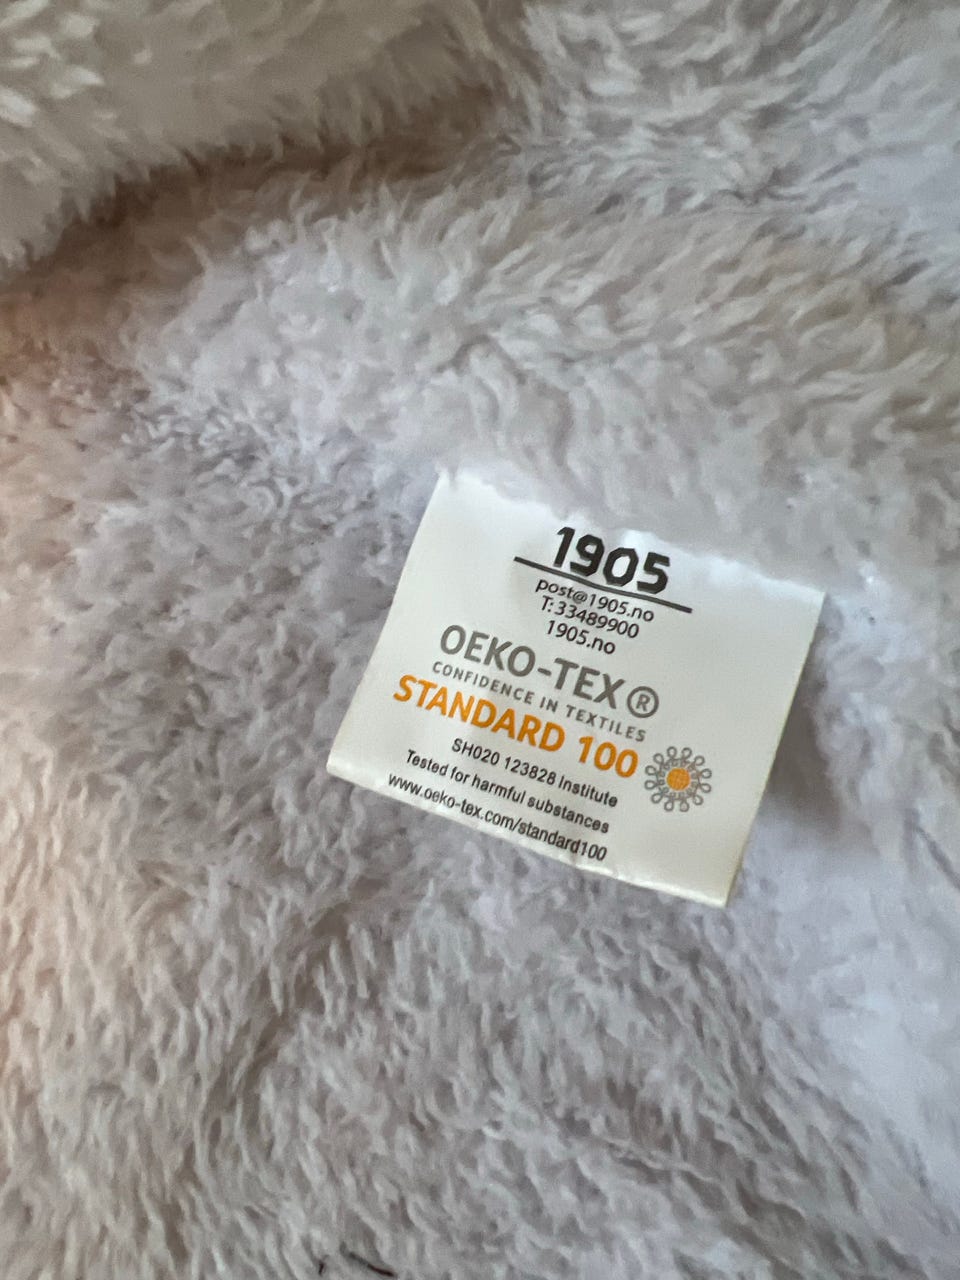 1905
post@1905.no
T: 33489900
1905.no
OEKO-TEX®
CONFIDENCE IN TEXTILES
STANDARD 100
SH020 123828 Institute
Tested for harmful substances
www.oeko-tex.com/standard100